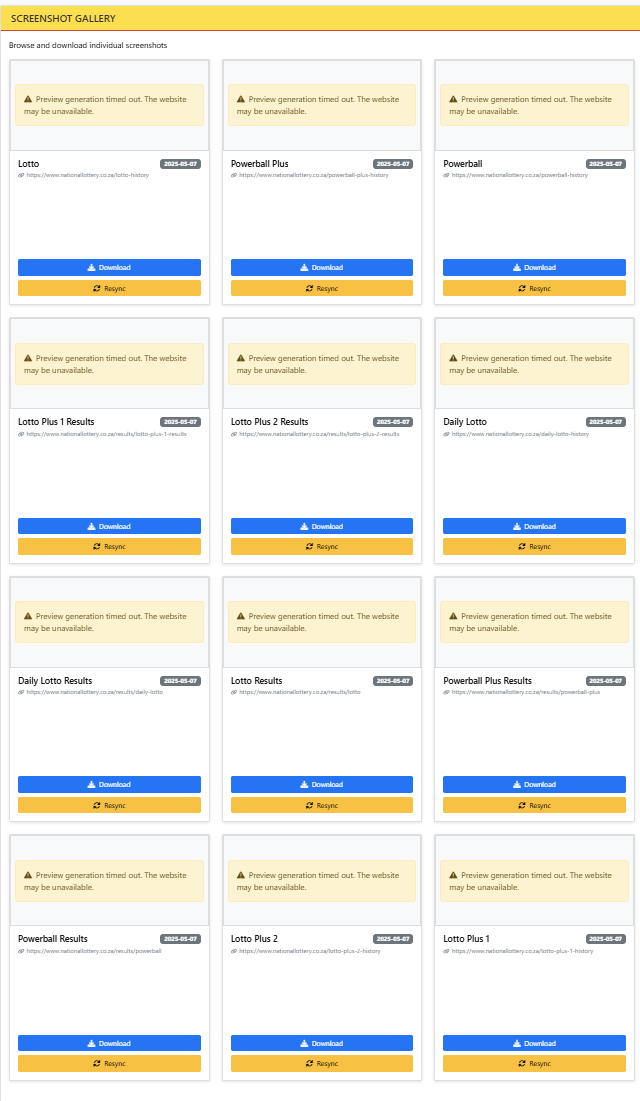 SCREENSHOT GALLERY
Browse and download individual screenshots
Preview generation timed out. The website
may be unavailable.
Lotto 2025-05-07
https://www.nationallottery.co.za/lotto-history
Download
Resync
Preview generation timed out. The website
may be unavailable.
Powerball Plus 2025-05-07
https://www.nationallottery.co.za/powerball-plus-history
Download
Resync
Preview generation timed out. The website
may be unavailable.
Powerball 2025-05-07
https://www.nationallottery.co.za/powerball-history
Download
Resync
Preview generation timed out. The website
may be unavailable.
Lotto Plus 1 Results 2025-05-07
https://www.nationallottery.co.za/results/lotto-plus-1-results
Download
Resync
Preview generation timed out. The website
may be unavailable.
Lotto Plus 2 Results 2025-05-07
https://www.nationallottery.co.za/results/lotto-plus-2-results
Download
Resync
Preview generation timed out. The website
may be unavailable.
Daily Lotto 2025-05-07
https://www.nationallottery.co.za/daily-lotto-history
Download
Resync
Preview generation timed out. The website
may be unavailable.
Daily Lotto Results 2025-05-07
https://www.nationallottery.co.za/results/daily-lotto
Download
Resync
Preview generation timed out. The website
may be unavailable.
Lotto Results 2025-05-07
https://www.nationallottery.co.za/results/lotto
Download
Resync
Preview generation timed out. The website
may be unavailable.
Powerball Plus Results 2025-05-07
https://www.nationallottery.co.za/results/powerball-plus
Download
Resync
Preview generation timed out. The website
may be unavailable.
Powerball Results 2025-05-07
https://www.nationallottery.co.za/results/powerball
Download
Resync
Preview generation timed out. The website
may be unavailable.
Lotto Plus 2 2025-05-07
https://www.nationallottery.co.za/lotto-plus-2-history
Download
Resync
Preview generation timed out. The website
may be unavailable.
Lotto Plus 1 2025-05-07
https://www.nationallottery.co.za/lotto-plus-1-history
Download
Resync